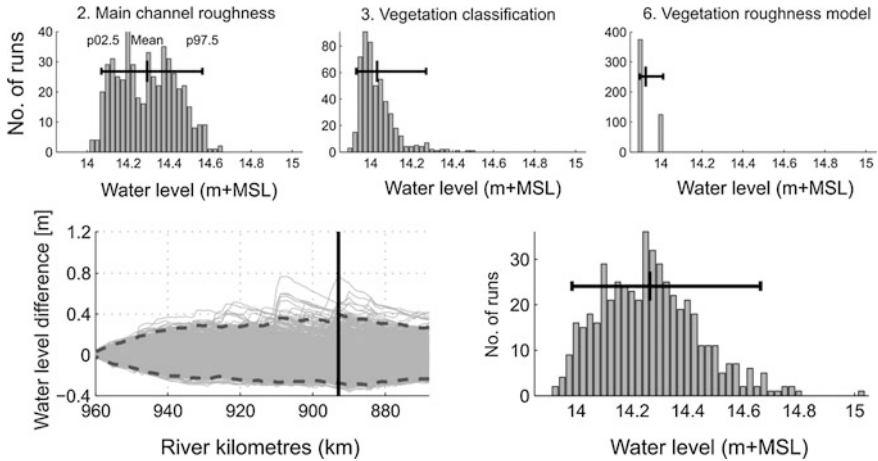 2. Main channel roughness
p02.5 Mean p97.5
No. of runs
40
30
20
10
0
14 14.2 14.4 14.6 14.8 15
Water level (m+MSL)
3. Vegetation classification
80
60
40
20
0
14 14.2 14.4 14.6 14.8 15
Water level (m+MSL)
6. Vegetation roughness model
400
300
200
100
0
14 14.2 14.4 14.6 14.8 15
Water level (m+MSL)
Water level difference [m]
1.2
0.8
0.4
0
−0.4
960 940 920 900 880
River kilometres (km)
No. of runs
30
20
10
0
14 14.2 14.4 14.6 14.8 15
Water level (m+MSL)